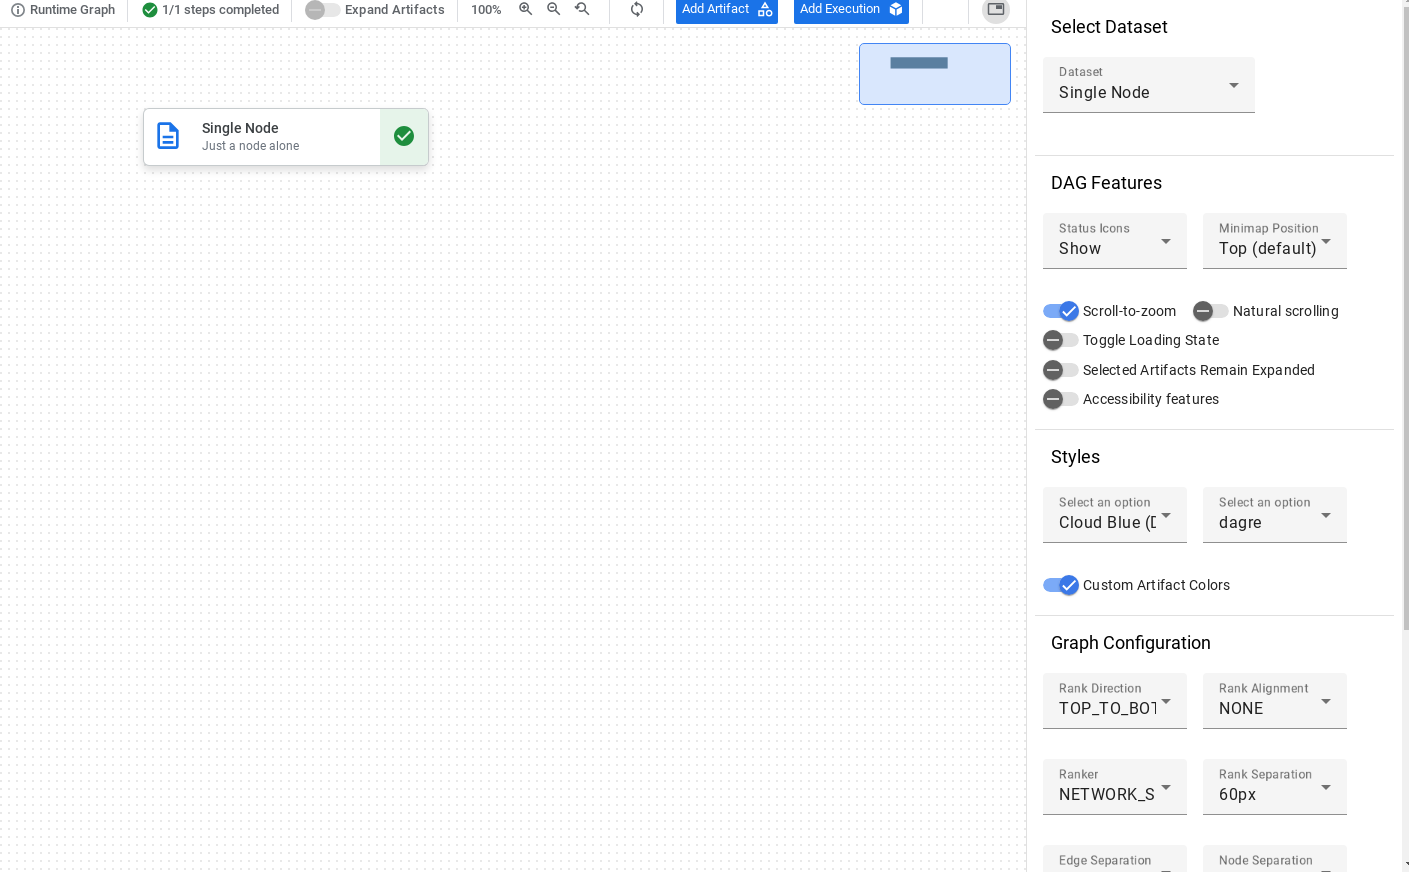 Runtime Graph
1/1 steps completed
Expand Artifacts
100%
Add Artifact
Add Execution
Single Node
Just a node alone
Select Dataset
Dataset
Single Node
DAG Features
Status Icons
Show
Minimap Position
Top (default)
Scroll-to-zoom
Natural scrolling
Toggle Loading State
Selected Artifacts Remain Expanded
Accessibility features
Styles
Select an option
Cloud Blue (D
Select an option
dagre
Custom Artifact Colors
Graph Configuration
Rank Direction
TOP_TO_BOT
Rank Alignment
NONE
Ranker
NETWORK_S
Rank Separation
60px
Edge Separation
Node Separation